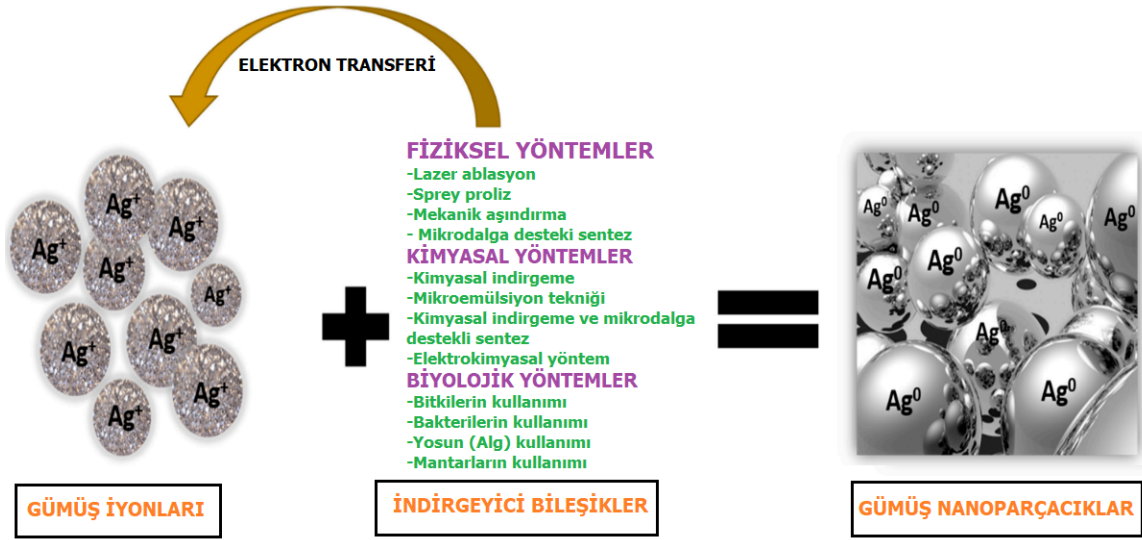 ELEKTRON TRANSFERİ
Ag⁺
Ag⁺
Ag⁺
Ag⁺
Ag⁺
Ag⁺
Ag⁺
Ag⁺
Ag⁺
FİZİKSEL YÖNTEMLER
-Lazer ablasyon
-Sprey proliz
-Mekanik aşındırma
- Mikrodalga desteki sentez
KİMYASAL YÖNTEMLER
-Kimyasal indirgeme
-Mikroemülsiyon tekniği
-Kimyasal indirgeme ve mikrodalga
destekli sentez
-Elektrokimyasal yöntem
BİYOLOJİK YÖNTEMLER
-Bitkilerin kullanımı
-Bakterilerin kullanımı
-Yosun (Alg) kullanımı
-Mantarların kullanımı
Ag⁰
Ag⁰
Ag⁰
Ag⁰
Ag⁰
Ag⁰
Ag⁰
Ag⁰
Ag⁰
Ag⁰
GÜMÜŞ İYONLARI
İNDİRGEYİCİ BİLEŞİKLER
GÜMÜŞ NANOPARÇACIKLAR